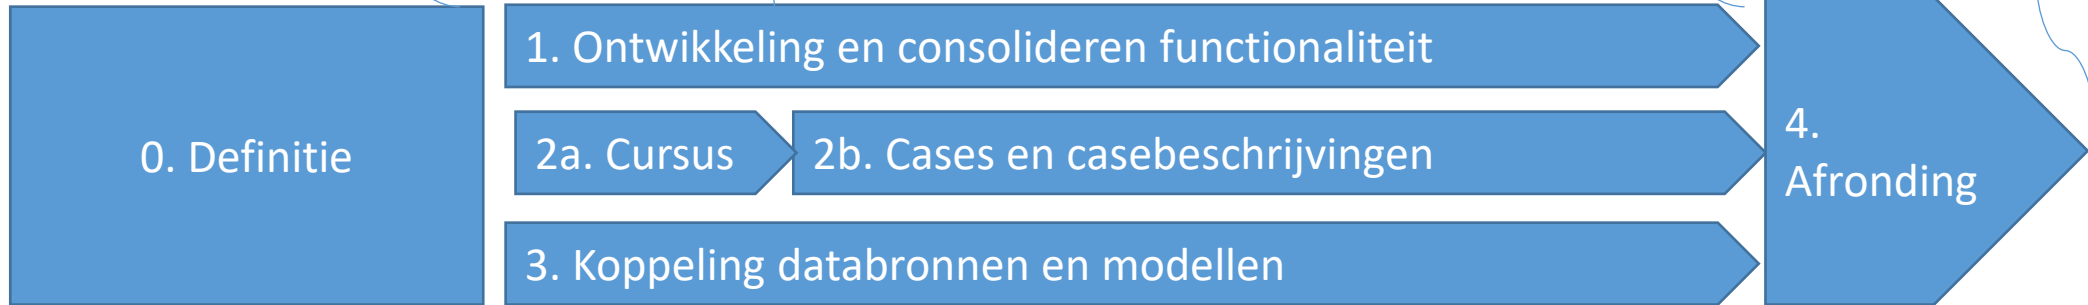 0. Definitie
1. Ontwikkeling en consolideren functionaliteit
2a. Cursus
2b. Cases en casebeschrijvingen
3. Koppeling databronnen en modellen
4.
Afronding